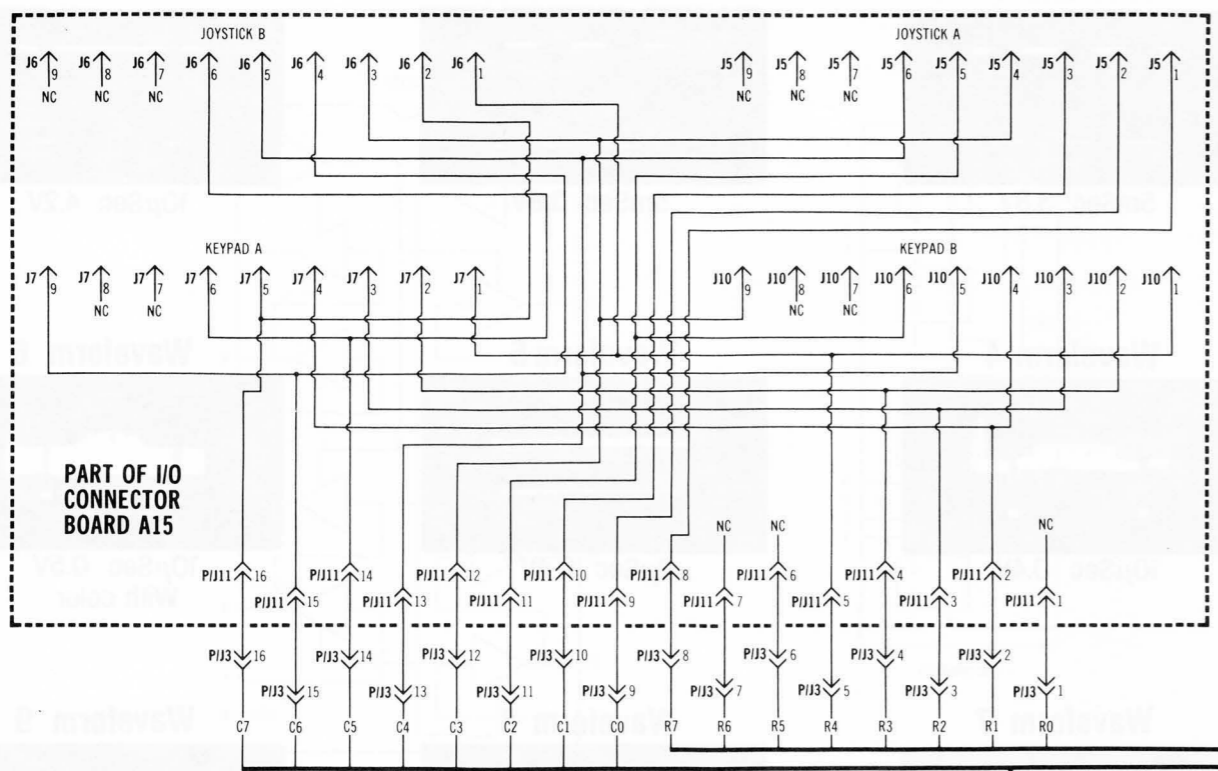 JOYSTICK B JOYSTICK A
J6 J6 J6 J6 J6 J6 J6 J6 J6 J5 J5 J5 J5 J5 J5 J5 J5 J5
9 8 7 6 5 4 3 2 1 9 8 7 6 5 4 3 2 1
NC NC NC NC NC NC
KEYPAD A KEYPAD B
J7 J7 J7 J7 J7 J7 J7 J7 J7 J10 J10 J10 J10 J10 J10 J10 J10 J10
9 8 7 6 5 4 3 2 1 9 8 7 6 5 4 3 2 1
NC NC NC NC
PART OF I/O
CONNECTOR
BOARD A15
NC NC NC
P/J11 16 P/J11 14 P/J11 12 P/J11 10 P/J11 8 P/J11 6 P/J11 4 P/J11 2
P/J11 15 P/J11 13 P/J11 11 P/J11 9 P/J11 7 P/J11 5 P/J11 3 P/J11 1
P/J3 16 P/J3 14 P/J3 12 P/J3 10 P/J3 8 P/J3 6 P/J3 4 P/J3 2
P/J3 15 P/J3 13 P/J3 11 P/J3 9 P/J3 7 P/J3 5 P/J3 3 P/J3 1
C7 C6 C5 C4 C3 C2 C1 C0 R7 R6 R5 R4 R3 R2 R1 R0